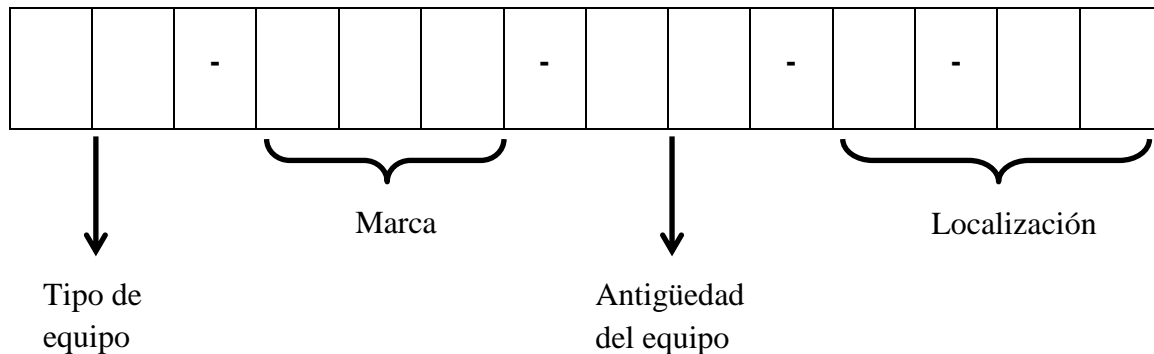 - - - -
Marca
Localización
Tipo de
equipo
Antigüedad
del equipo